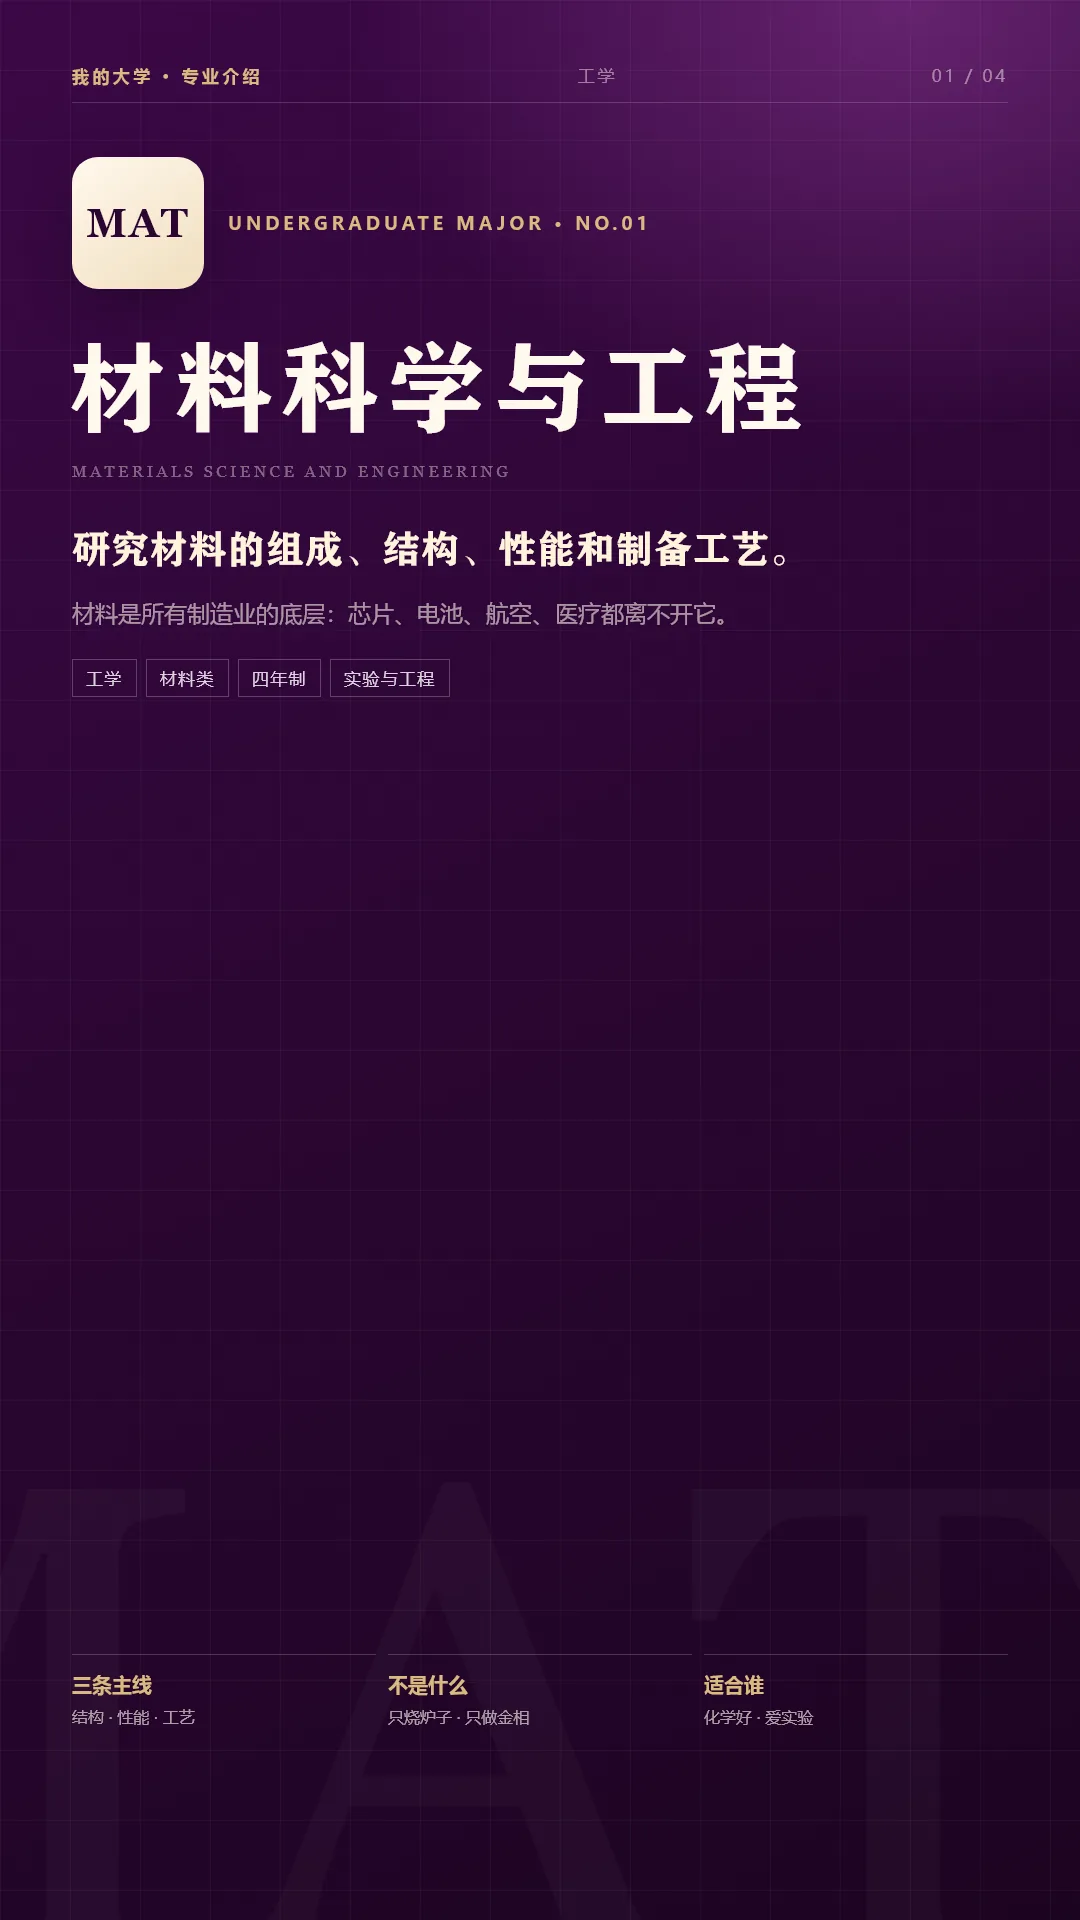 我的大学 • 专业介绍
工学
01 / 04
MAT
UNDERGRADUATE MAJOR • NO.01
材料科学与工程
MATERIALS SCIENCE AND ENGINEERING
研究材料的组成、结构、性能和制备工艺。
材料是所有制造业的底层：芯片、电池、航空、医疗都离不开它。
工学
材料类
四年制
实验与工程
MAT
三条主线
结构 · 性能 · 工艺
不是什么
只烧炉子 · 只做金相
适合谁
化学好 · 爱实验